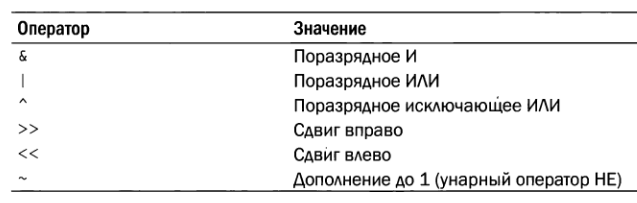 Оператор Значение
& Поразрядное И
| Поразрядное ИЛИ
^ Поразрядное исключающее ИЛИ
>> Сдвиг вправо
<< Сдвиг влево
~ Дополнение до 1 (унарный оператор НЕ)